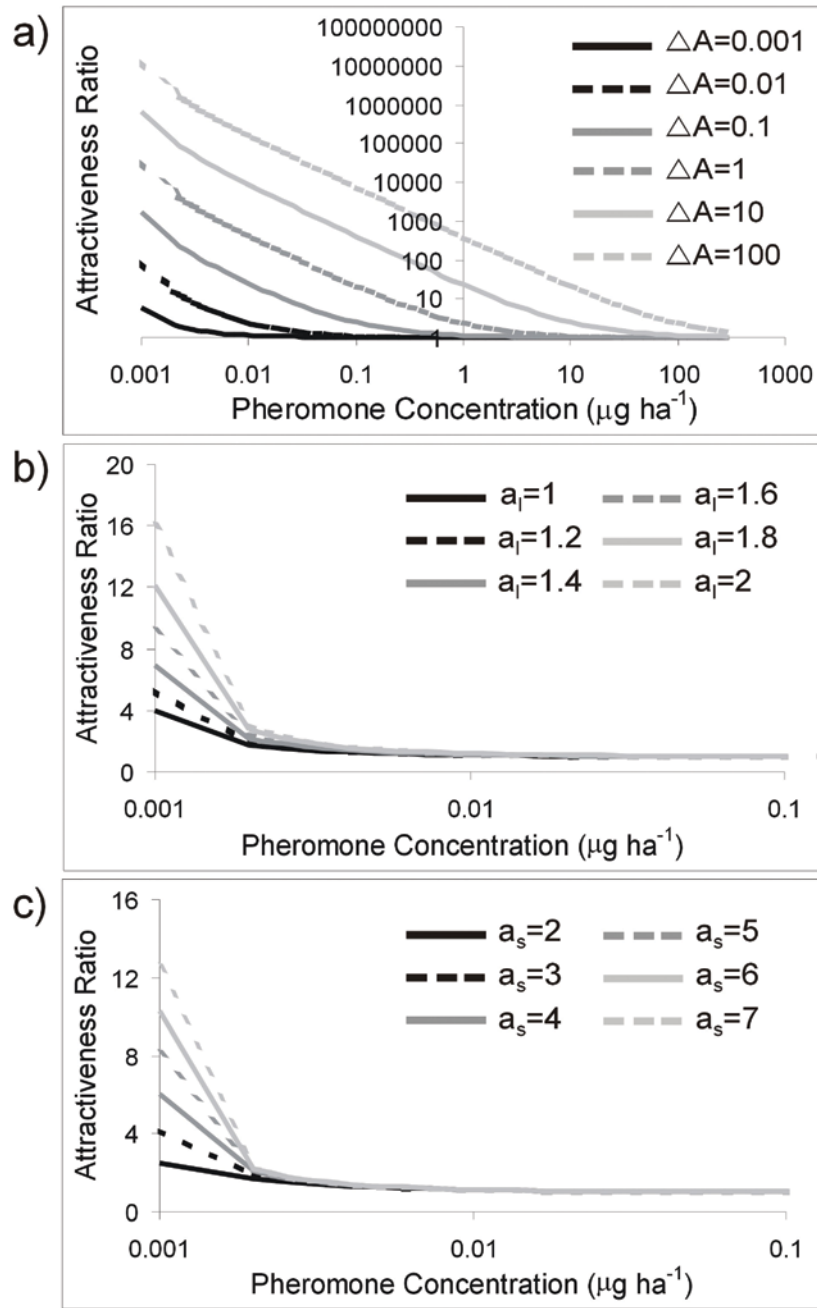 a)
Attractiveness Ratio
100000000
10000000
1000000
100000
10000
1000
100
10
1
△A=0.001
△A=0.01
△A=0.1
△A=1
△A=10
△A=100
0.001 0.01 0.1 1 10 100 1000
Pheromone Concentration (μg ha⁻¹)
b)
Attractiveness Ratio
20
16
12
8
4
0
aₗ=1 aₗ=1.6
aₗ=1.2 aₗ=1.8
aₗ=1.4 aₗ=2
0.001 0.01 0.1
Pheromone Concentration (μg ha⁻¹)
c)
Attractiveness Ratio
16
12
8
4
0
aₛ=2 aₛ=5
aₛ=3 aₛ=6
aₛ=4 aₛ=7
0.001 0.01 0.1
Pheromone Concentration (μg ha⁻¹)